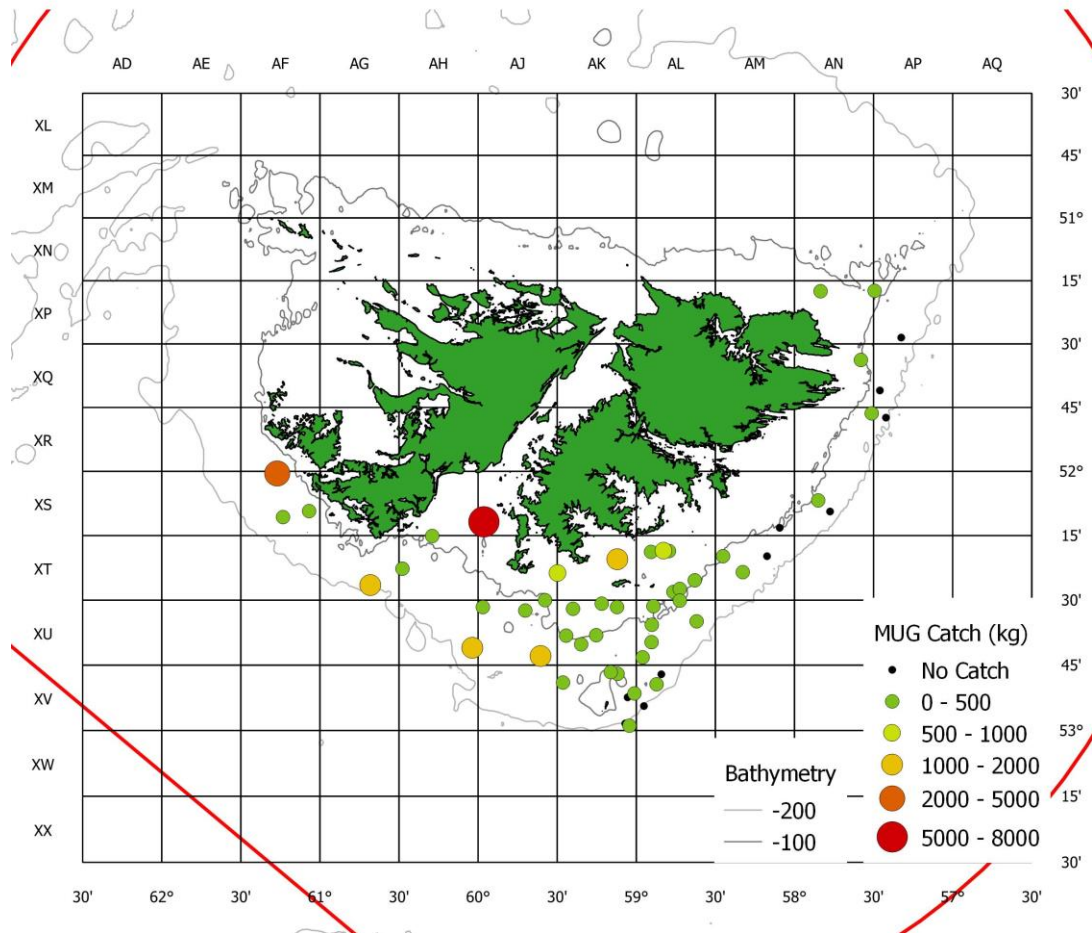 AD AE AF AG AH AJ AK AL AM AN AP AQ
30'
XL
45'
XM
51°
XN
15'
XP
30'
XQ
45'
XR
52°
XS
15'
XT
30'
XU
45'
XV
53°
XW
15'
XX
30'
MUG Catch (kg)
No Catch
0 - 500
500 - 1000
1000 - 2000
2000 - 5000
5000 - 8000
Bathymetry
-200
-100
30' 62° 30' 61° 30' 60° 30' 59° 30' 58° 30' 57° 30'